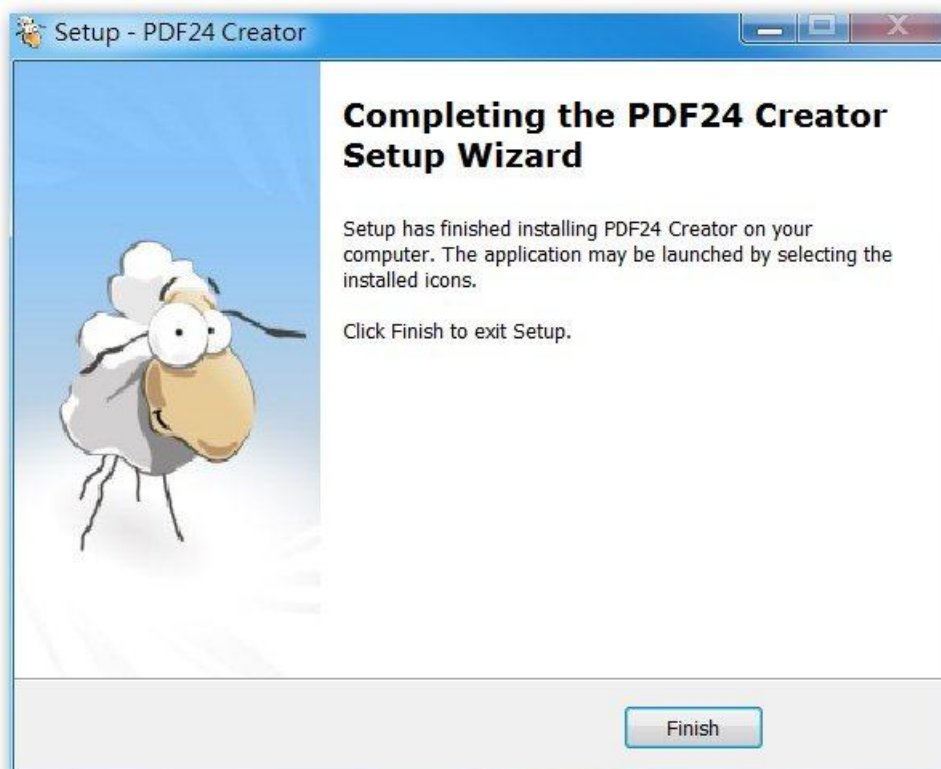 Setup - PDF24 Creator
Completing the PDF24 Creator
Setup Wizard
Setup has finished installing PDF24 Creator on your
computer. The application may be launched by selecting the
installed icons.
Click Finish to exit Setup.
Finish